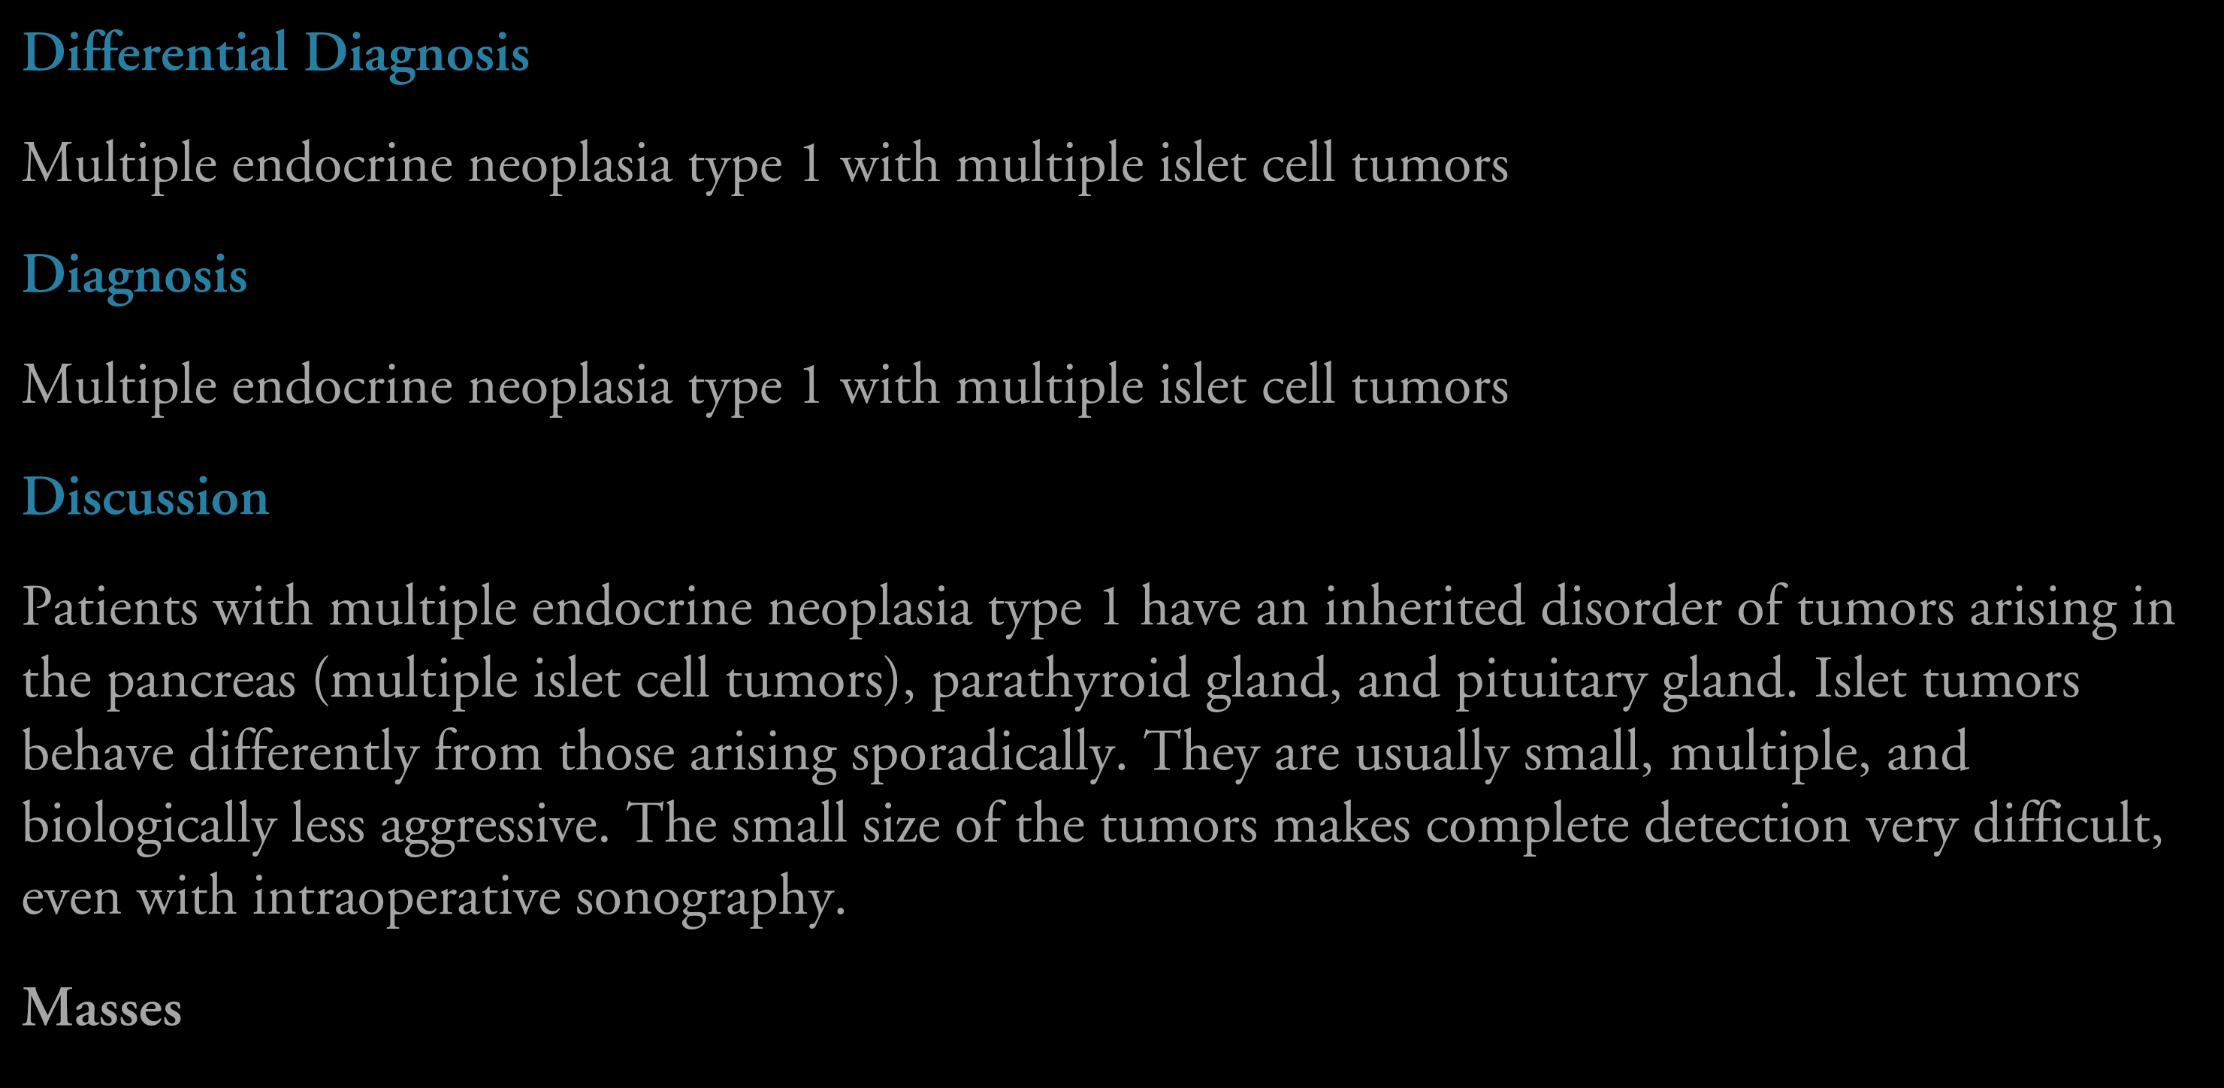 Differential Diagnosis
Multiple endocrine neoplasia type 1 with multiple islet cell tumors
Diagnosis
Multiple endocrine neoplasia type 1 with multiple islet cell tumors
Discussion
Patients with multiple endocrine neoplasia type 1 have an inherited disorder of tumors arising in
the pancreas (multiple islet cell tumors), parathyroid gland, and pituitary gland. Islet tumors
behave differently from those arising sporadically. They are usually small, multiple, and
biologically less aggressive. The small size of the tumors makes complete detection very difficult,
even with intraoperative sonography.
Masses